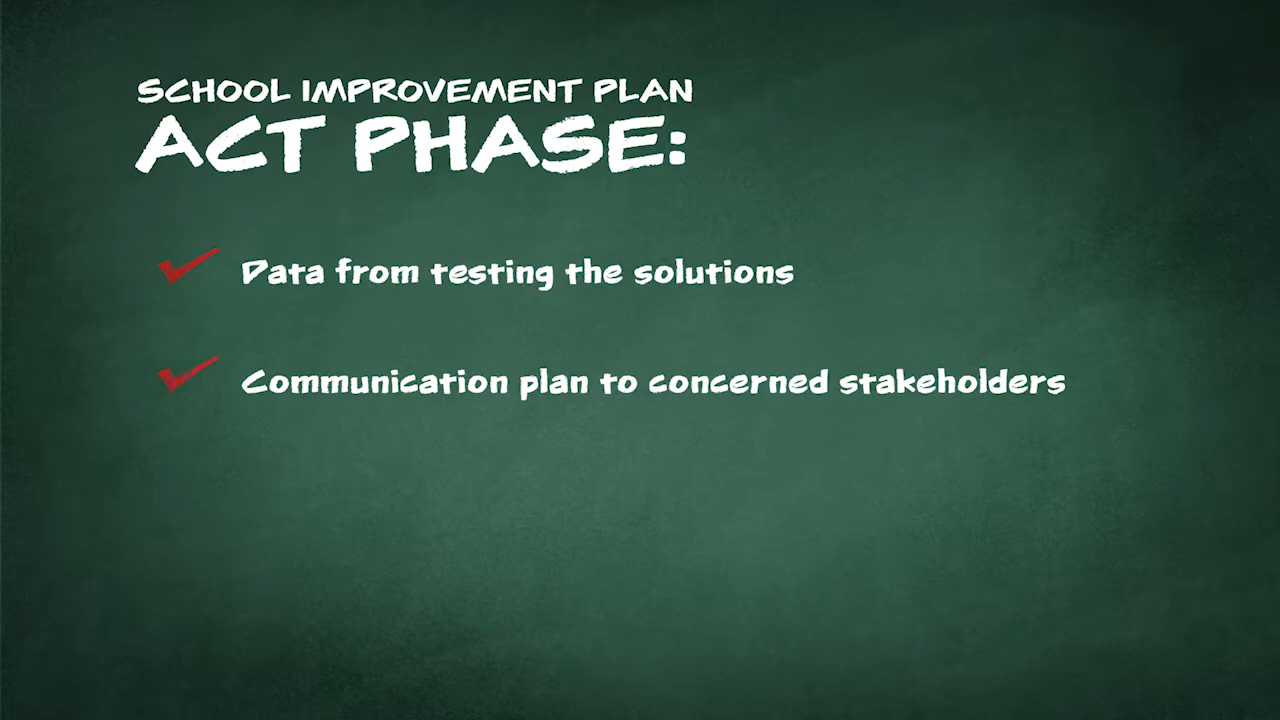 SCHOOL IMPROVEMENT PLAN
ACT PHASE:
Data from testing the solutions
Communication plan to concerned stakeholders